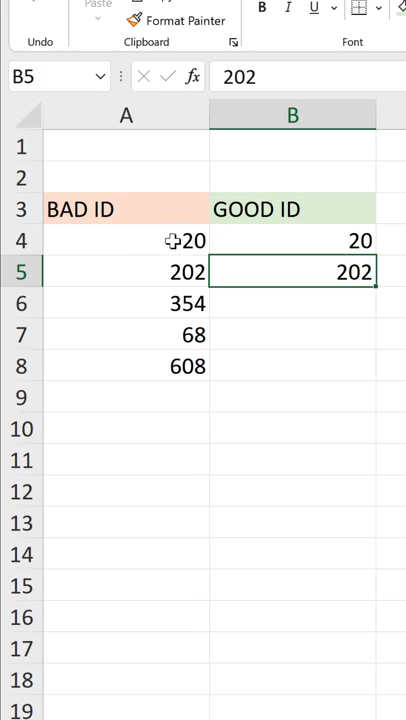 Paste
Format Painter
B
I
U
Undo
Clipboard
Font
B5
fx
202
A
B
1
2
3 BAD ID GOOD ID
4 20 20
5 202 202
6 354
7 68
8 608
9
10
11
12
13
14
15
16
17
18
19